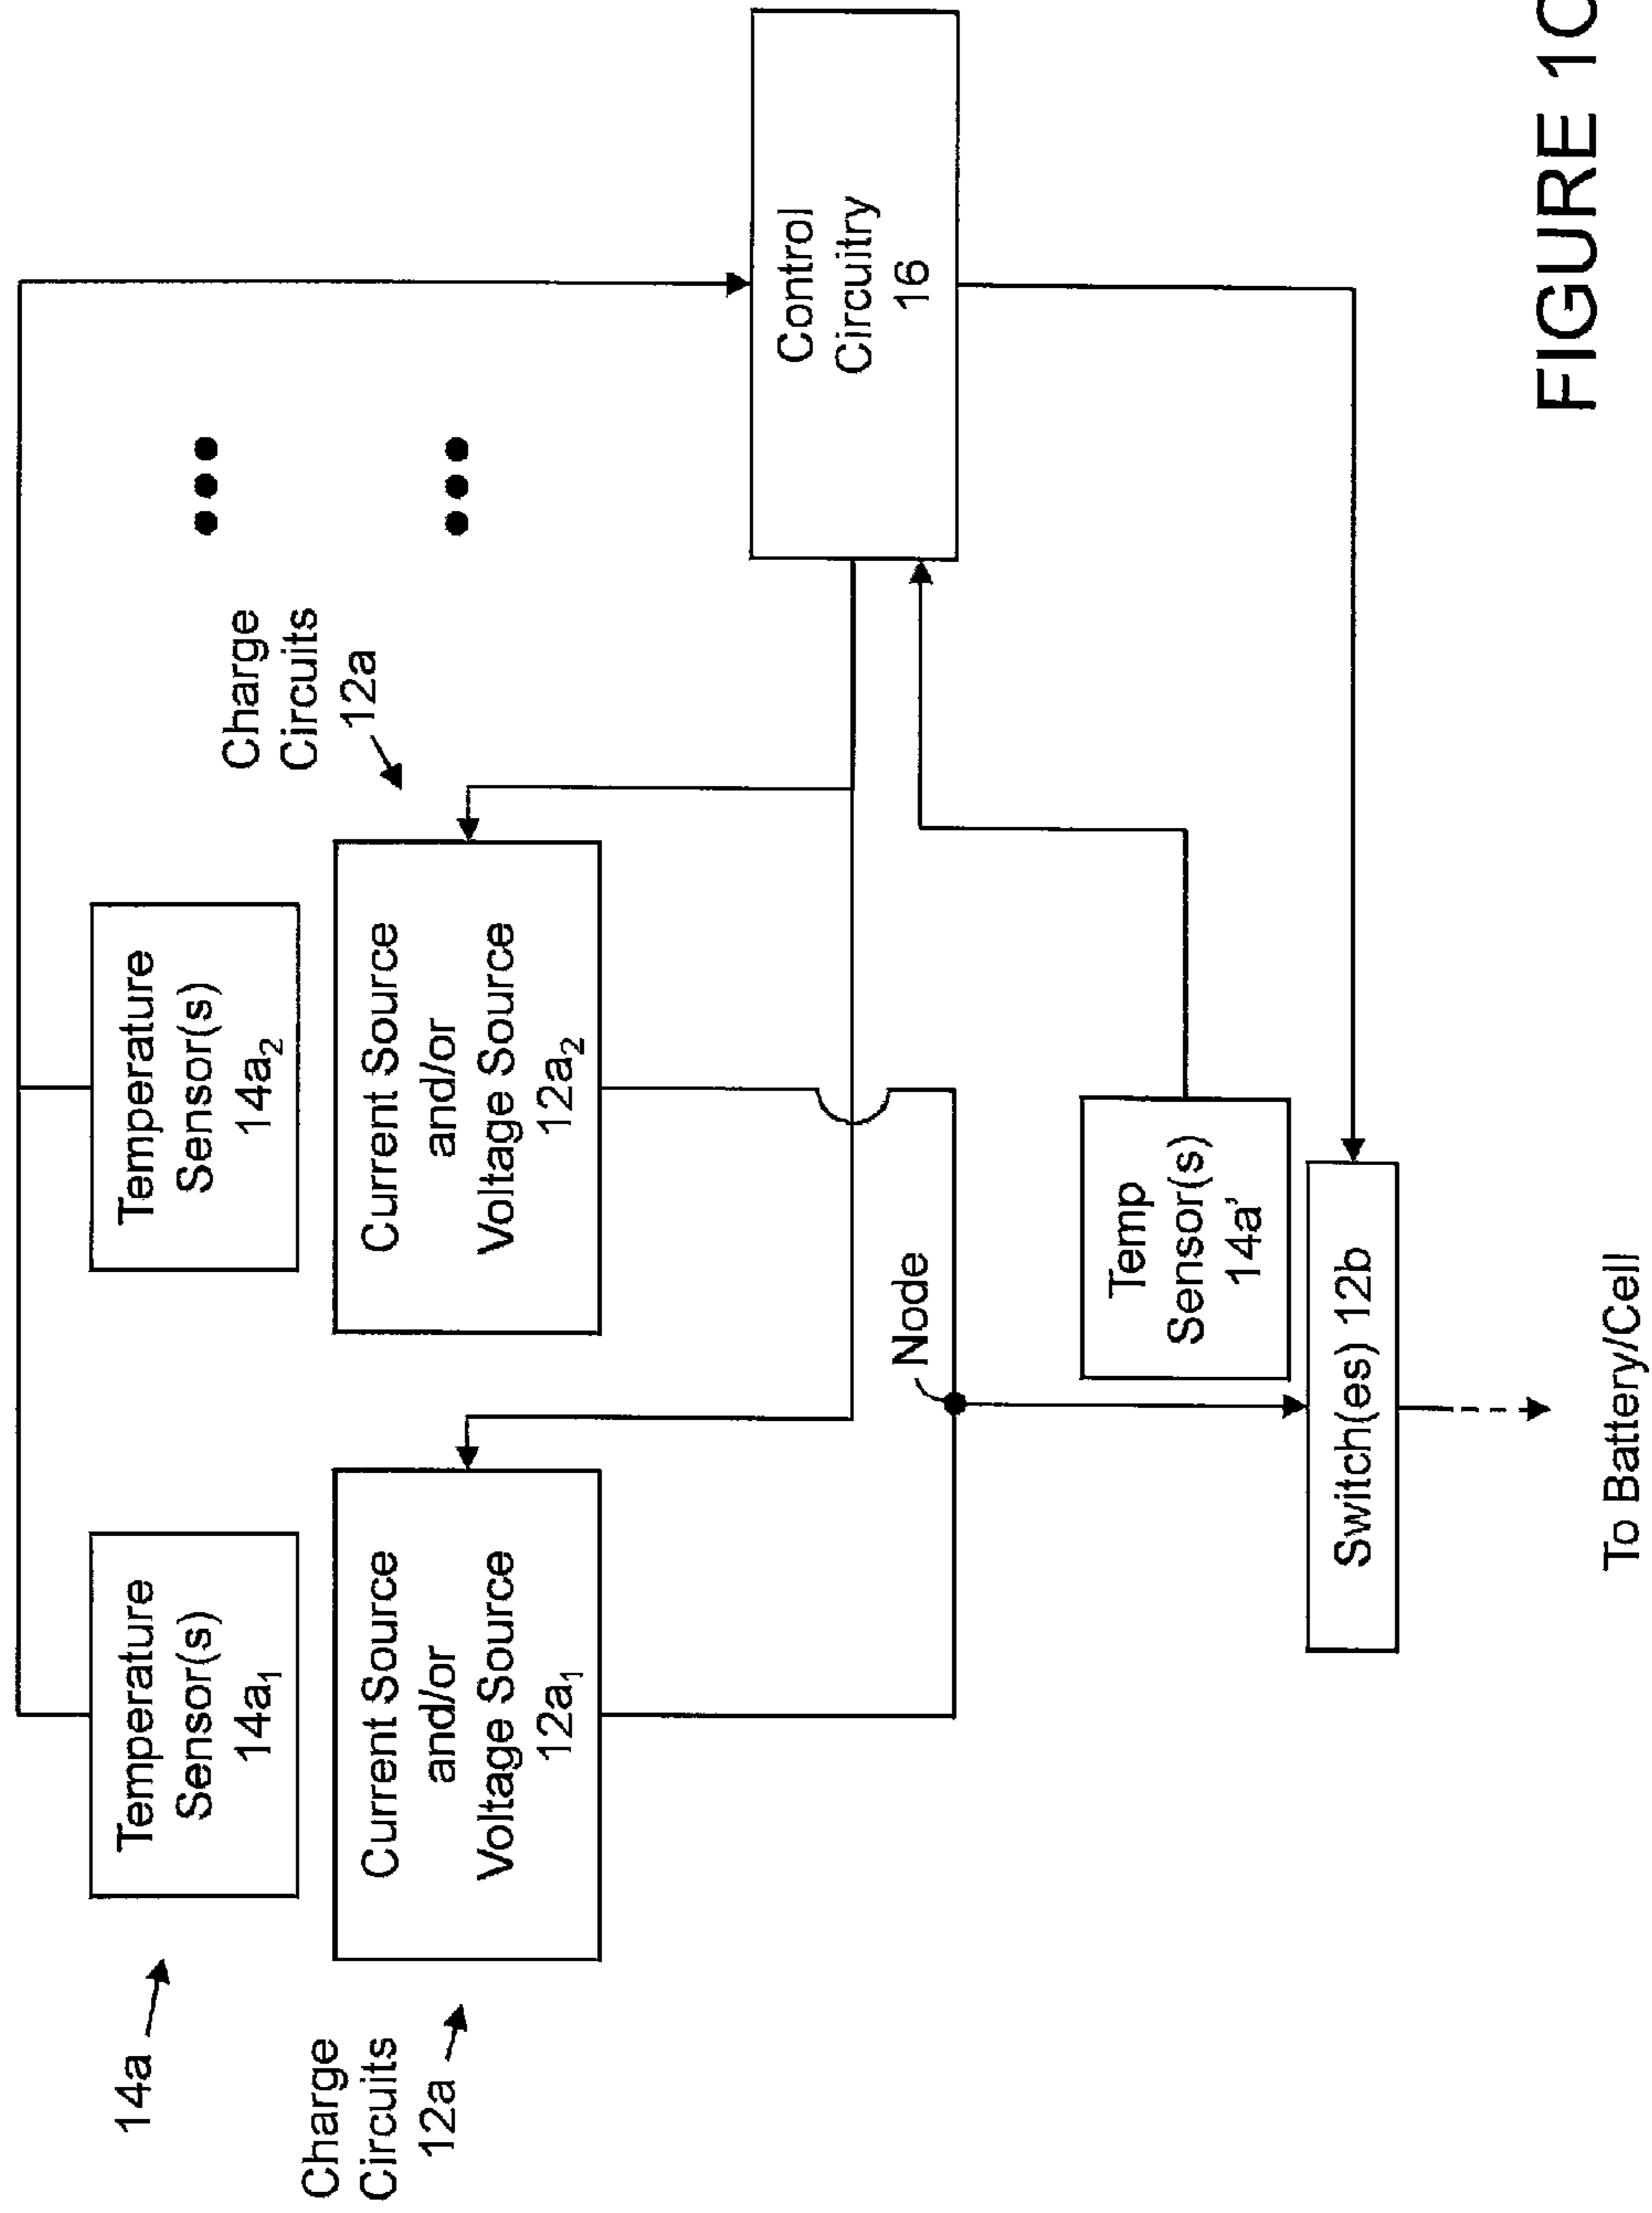 14a
Temperature
Sensor(s)
14a₁
Temperature
Sensor(s)
14a₂
Charge
Circuits
12a
Charge
Circuits
12a
Current Source
and/or
Voltage Source
12a₁
Current Source
and/or
Voltage Source
12a₂
Control
Circuitry
16
Node
Temp
Sensor(s)
14a'
Switch(es) 12b
To Battery/Cell
FIGURE 1C